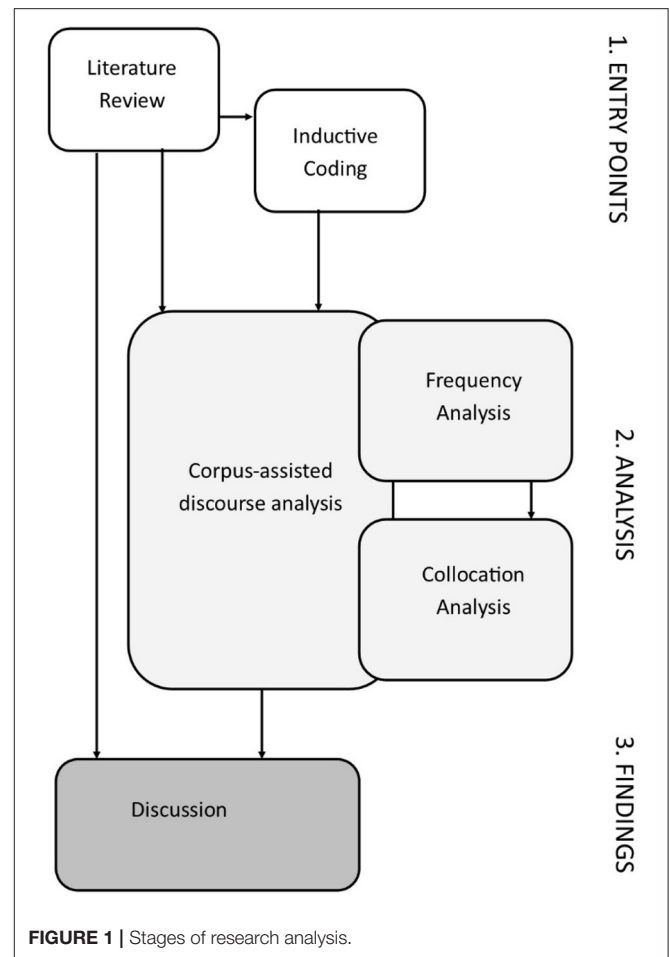 Literature
Review
Inductive
Coding
1. ENTRY POINTS
Frequency
Analysis
Corpus-assisted
discourse analysis
Collocation
Analysis
2. ANALYSIS
Discussion
3. FINDINGS
FIGURE 1 | Stages of research analysis.